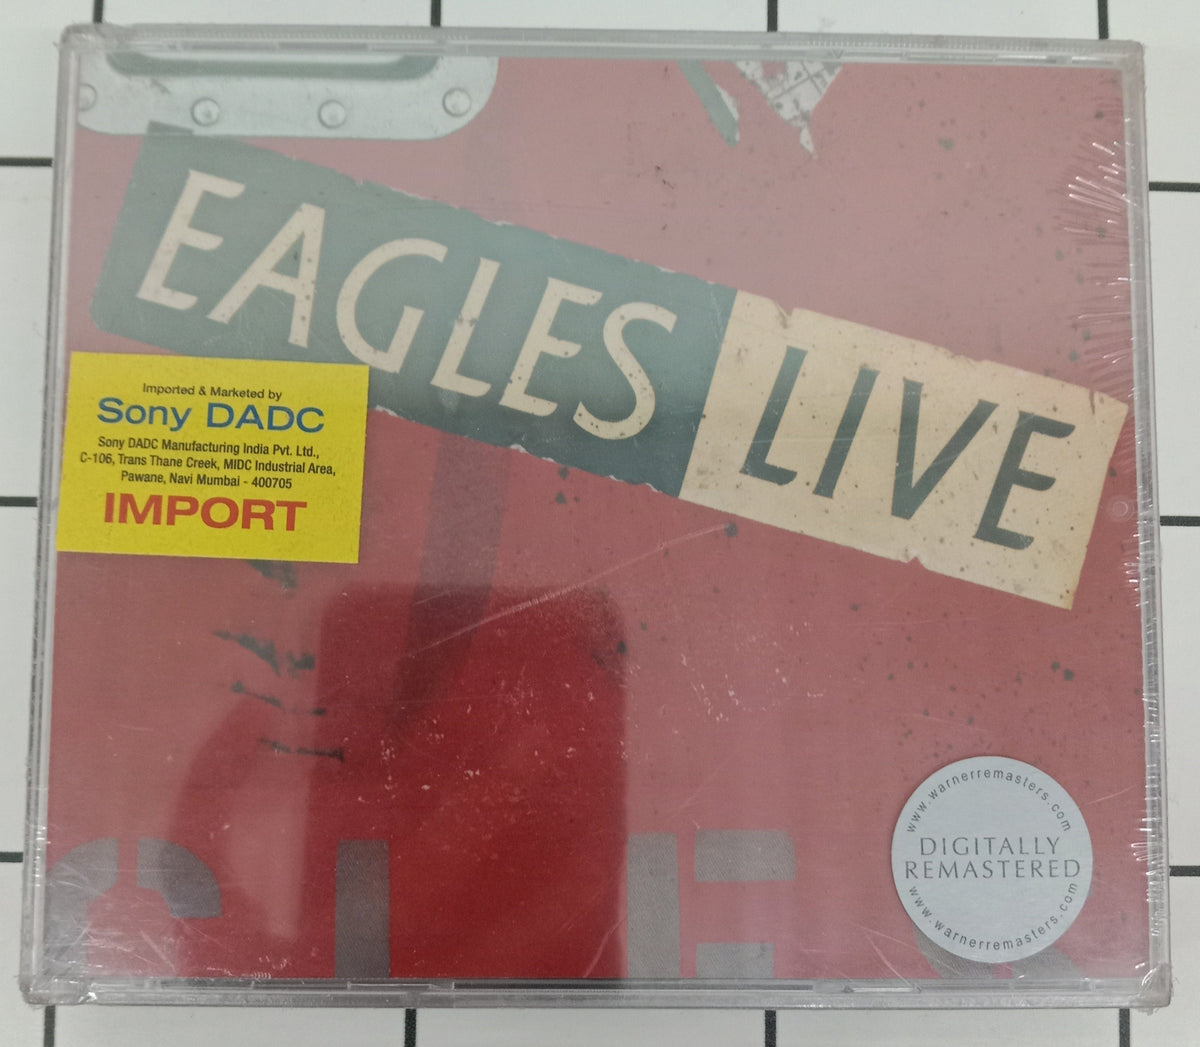 EAGLES LIVE
Imported & Marketed by
Sony DADC
Sony DADC Manufacturing India Pvt. Ltd.,
C-106, Trans Thane Creek, MIDC Industrial Area,
Pawane, Navi Mumbai - 400705
IMPORT
www.warnerremasters.com
DIGITALLY
REMASTERED
www.warnerremasters.com